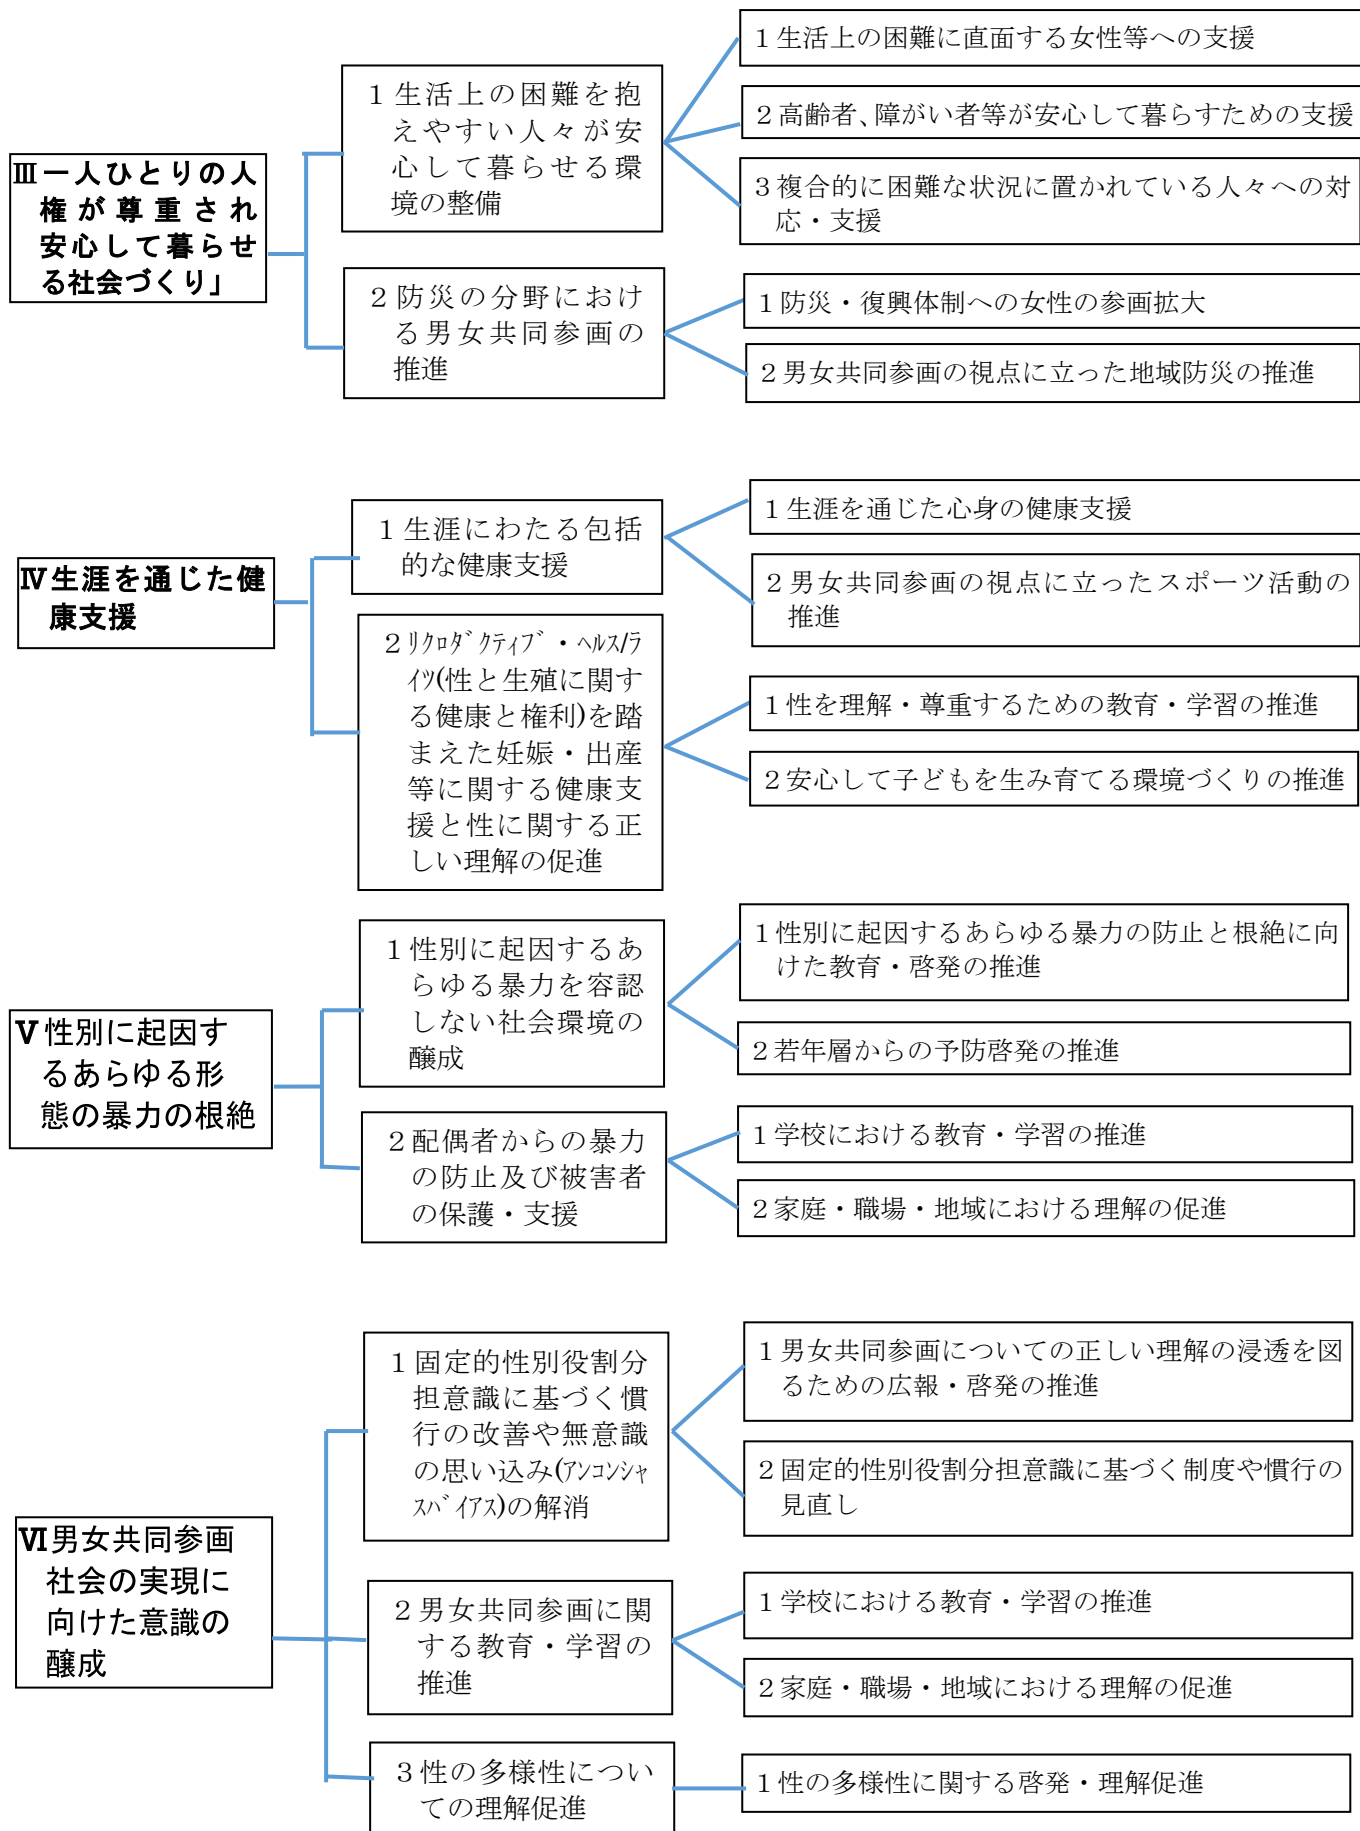 Ⅲ一人ひとりの人
権が尊重され
安心して暮らせ
る社会づくり」
1 生活上の困難を抱
えやすい人々が安
心して暮らせる環
境の整備
1 生活上の困難に直面する女性等への支援
2 高齢者、障がい者等が安心して暮らすための支援
3 複合的に困難な状況に置かれている人々への対
応・支援
2 防災の分野におけ
る男女共同参画の
推進
1 防災・復興体制への女性の参画拡大
2 男女共同参画の視点に立った地域防災の推進
Ⅳ生涯を通じた健
康支援
1 生涯にわたる包括
的な健康支援
1 生涯を通じた心身の健康支援
2 男女共同参画の視点に立ったスポーツ活動の
推進
2 ﾘｸﾛﾀﾞｸﾃｨﾌﾞ・ﾍﾙｽ/ﾗ
ｲﾂ(性と生殖に関す
る健康と権利)を踏
まえた妊娠・出産
等に関する健康支
援と性に関する正
しい理解の促進
1 性を理解・尊重するための教育・学習の推進
2 安心して子どもを生み育てる環境づくりの推進
Ⅴ 性別に起因す
るあらゆる形
態の暴力の根絶
1 性別に起因するあ
らゆる暴力を容認
しない社会環境の
醸成
1 性別に起因するあらゆる暴力の防止と根絶に向
けた教育・啓発の推進
2 若年層からの予防啓発の推進
2 配偶者からの暴力
の防止及び被害者
の保護・支援
1 学校における教育・学習の推進
2 家庭・職場・地域における理解の促進
Ⅵ 男女共同参画
社会の実現に
向けた意識の
醸成
1 固定的性別役割分
担意識に基づく慣
行の改善や無意識
の思い込み(ｱﾝｺﾝｼｬ
ｽﾊﾞｲｱｽ)の解消
1 男女共同参画についての正しい理解の浸透を図
るための広報・啓発の推進
2 固定的性別役割分担意識に基づく制度や慣行の
見直し
2 男女共同参画に関
する教育・学習の
推進
1 学校における教育・学習の推進
2 家庭・職場・地域における理解の促進
3 性の多様性につい
ての理解促進
1 性の多様性に関する啓発・理解促進